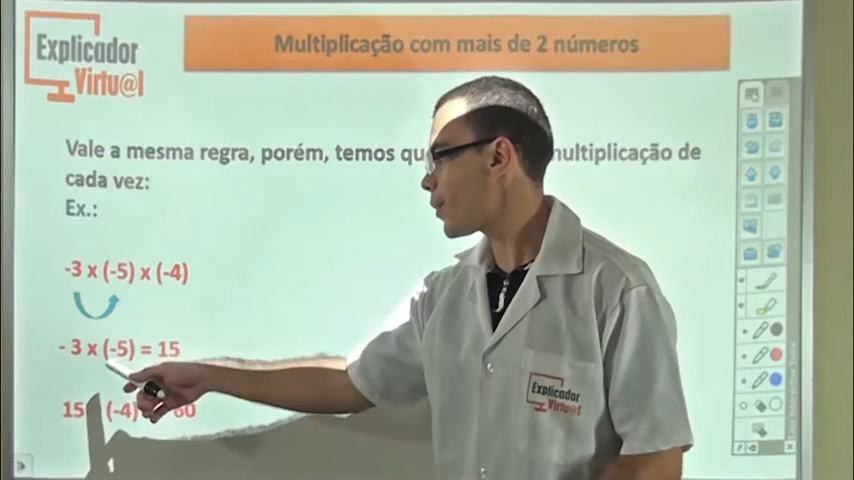 Explicador
Virtu@l
Multiplicação com mais de 2 números
Vale a mesma regra, porém, temos multiplicação de
cada vez:
Ex.:
-3 x (-5) x (-4)
- 3 x (-5) = 15
15 (-4) 60
Explicador
Virtu@l